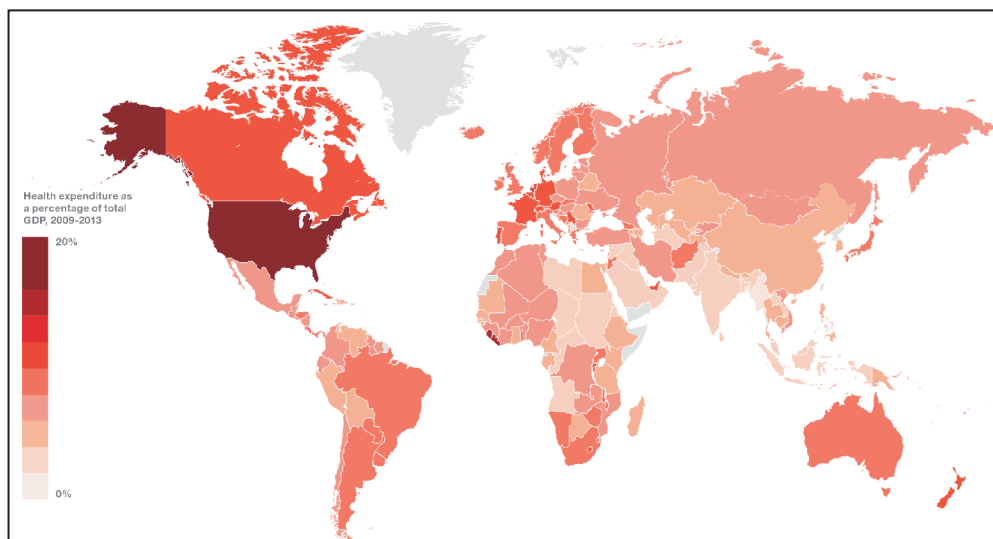 Health expenditure as
a percentage of total
GDP, 2009-2013
20%
0%